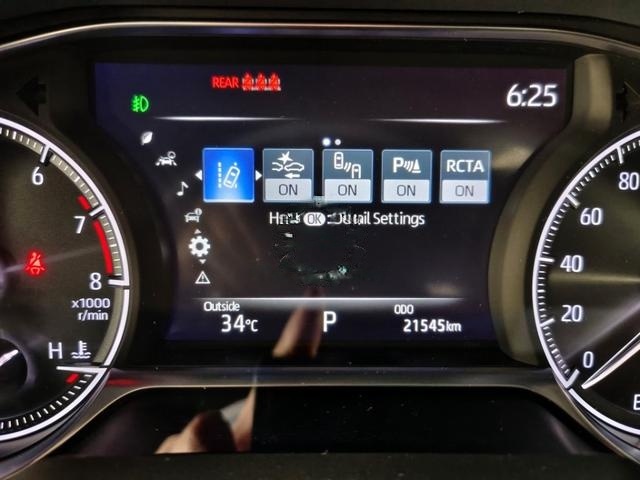 REAR
6:25
P RCTA
ON ON ON ON
OK Settings
6
7
8
x1000
r/min
H
Outside
34°C
P
ODO
21545km
80
60
40
20
0
E